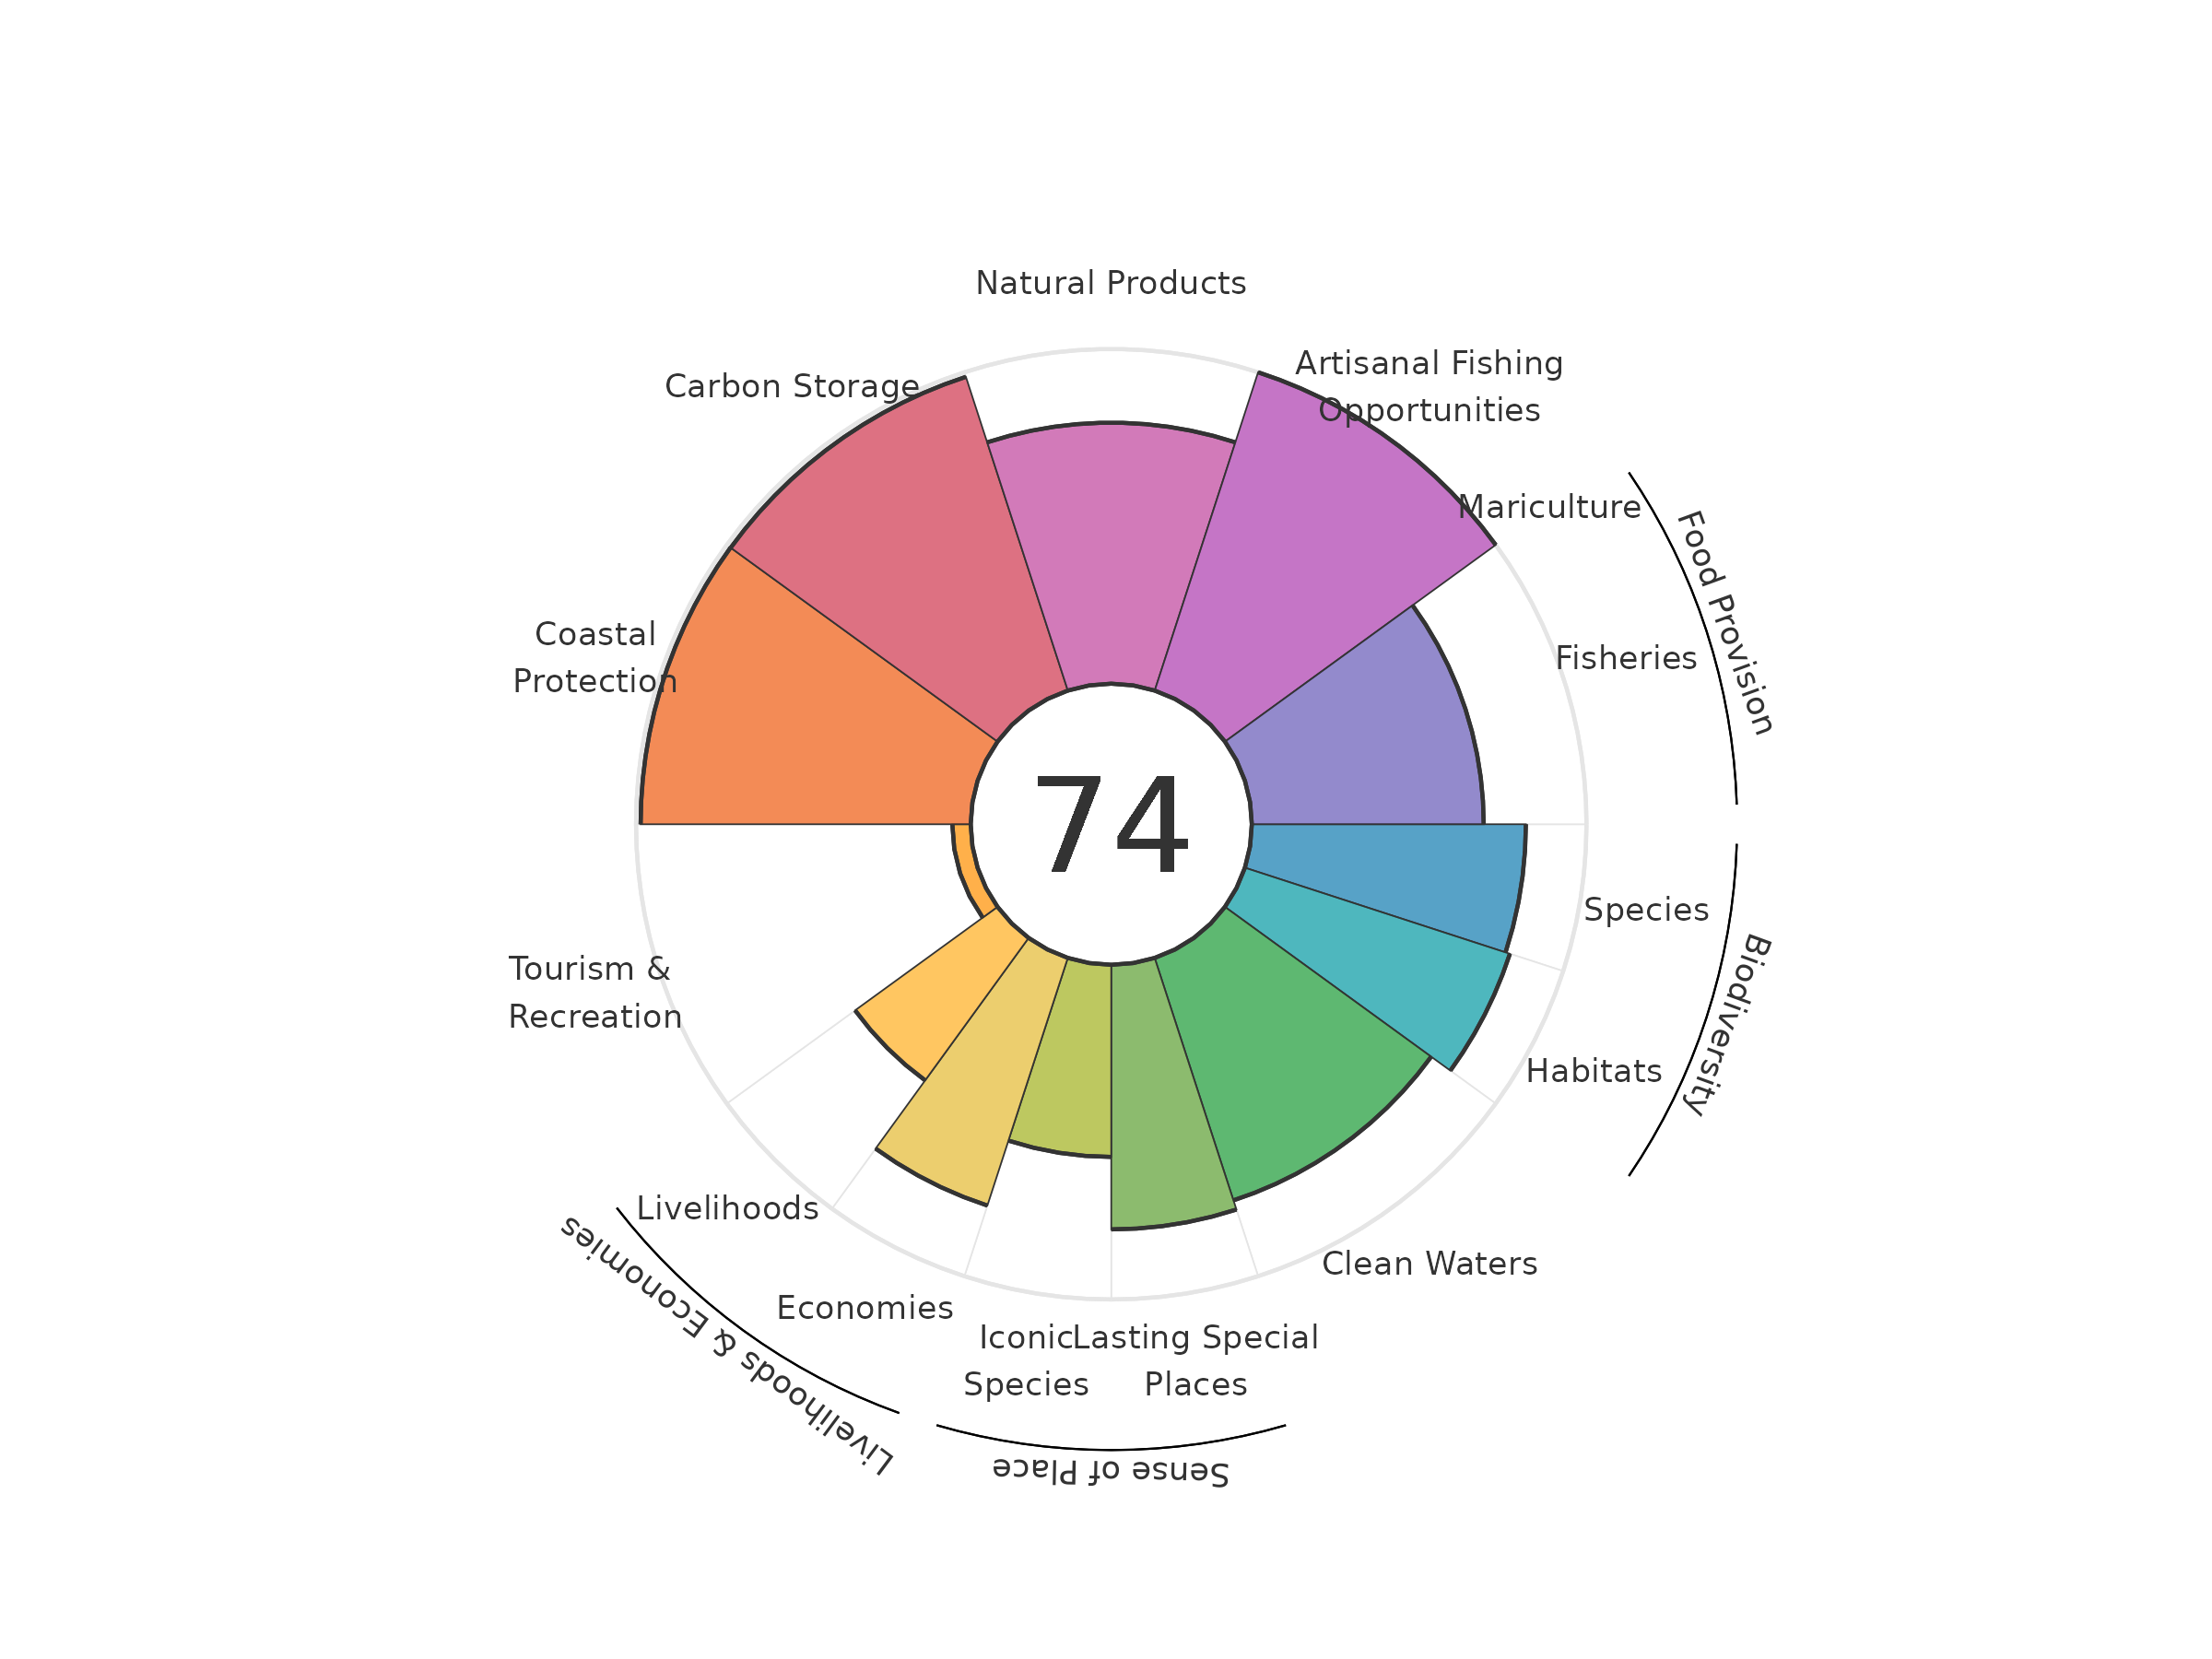 Natural Products
Artisanal Fishing
Opportunities
Carbon Storage
Mariculture
Food Provision
Coastal
Protection
Fisheries
74
Species
Biodiversity
Tourism &
Recreation
Habitats
Livelihoods
Livelihoods & Economies
Clean Waters
Economies
Iconic
Species
Lasting Special
Places
Sense of Place